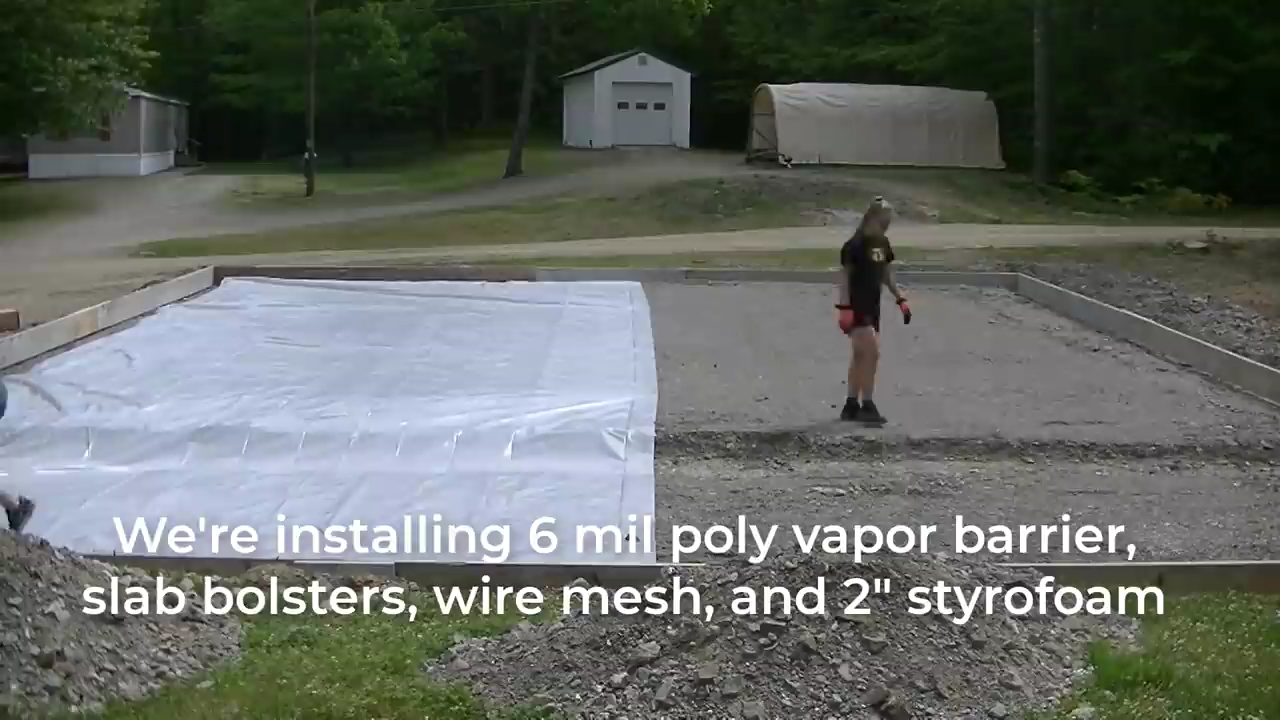 We're installing 6 mil poly vapor barrier,
slab bolsters, wire mesh, and 2" styrofoam